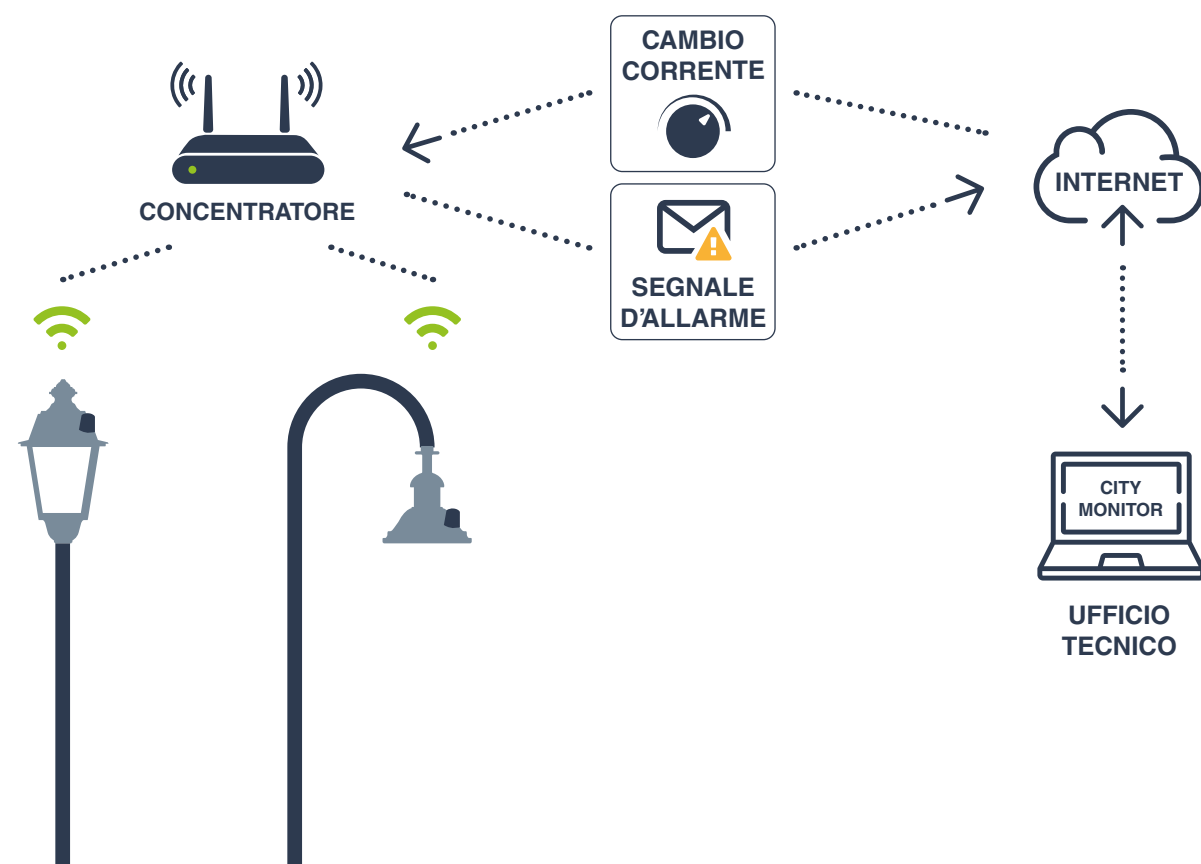 CAMBIO
CORRENTE
INTERNET
CONCENTRATORE
SEGNALE
D'ALLARME
CITY
MONITOR
UFFICIO
TECNICO